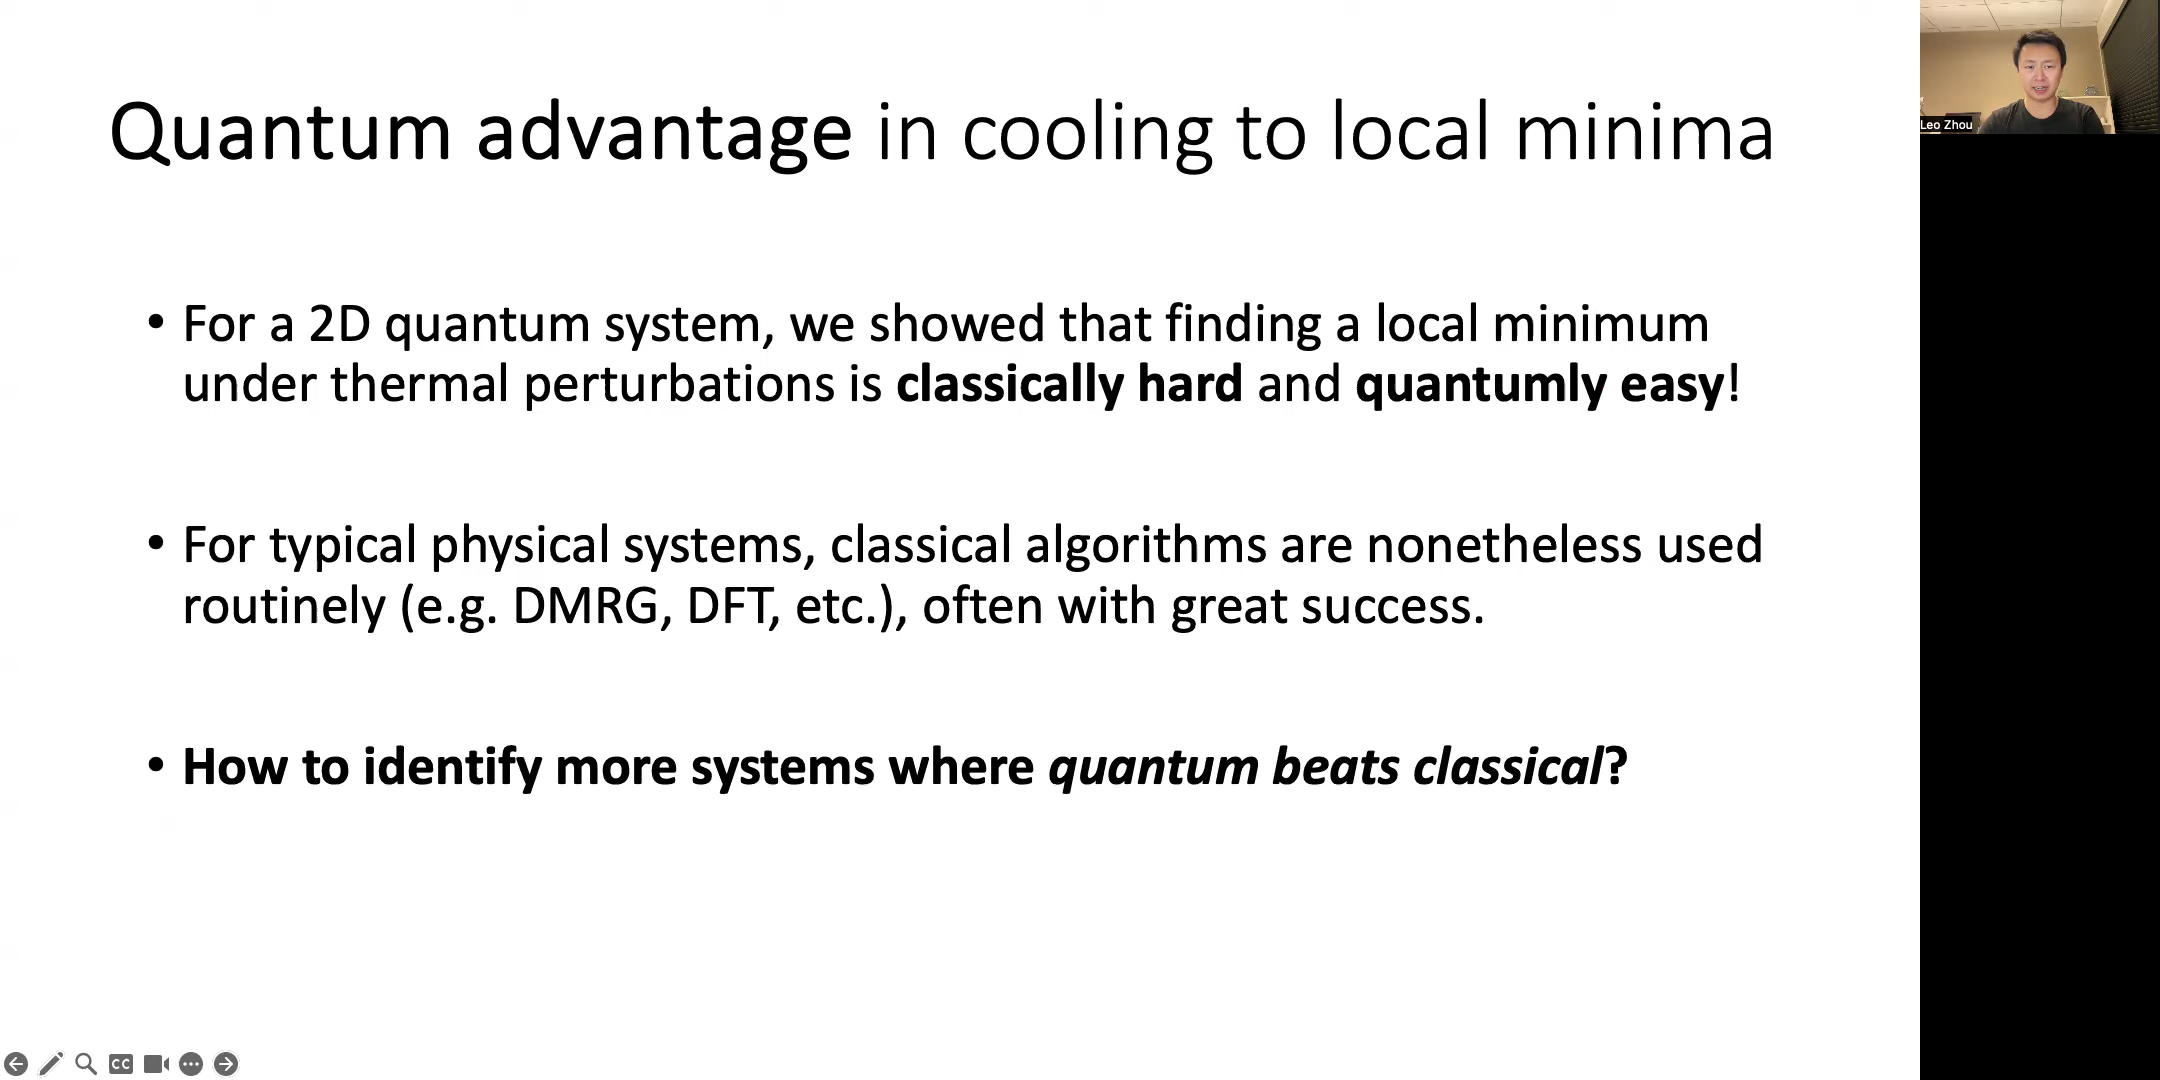 Quantum advantage in cooling to local minima
• For a 2D quantum system, we showed that finding a local minimum
under thermal perturbations is classically hard and quantumly easy!
• For typical physical systems, classical algorithms are nonetheless used
routinely (e.g. DMRG, DFT, etc.), often with great success.
• How to identify more systems where quantum beats classical?
Leo Zhou
CC